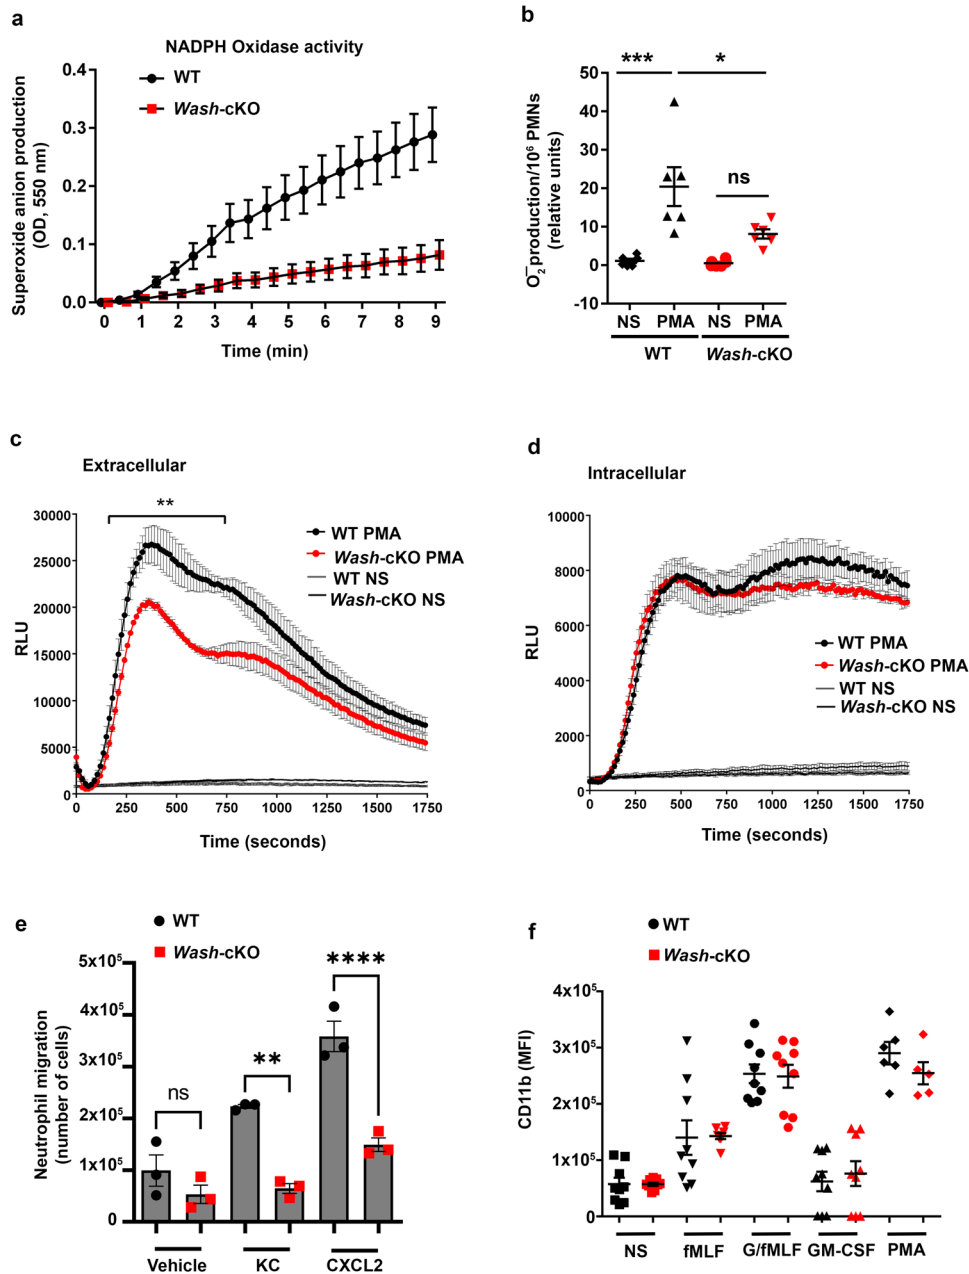 a
NADPH Oxidase activity
WT
Wash-cKO
Superoxide anion production
(OD, 550 nm)
0.4
0.3
0.2
0.1
0.0
0 1 2 3 4 5 6 7 8 9
Time (min)
b
*** *
ns
O₂⁻ production/10⁶ PMNs
(relative units)
50
40
30
20
10
0
-10
NS PMA NS PMA
WT Wash-cKO
c
Extracellular
**
WT PMA
Wash-cKO PMA
WT NS
Wash-cKO NS
RLU
30000
25000
20000
15000
10000
5000
0
0 250 500 750 1000 1250 1500 1750
Time (seconds)
d
Intracellular
RLU
10000
8000
6000
4000
2000
0
WT PMA
Wash-cKO PMA
WT NS
Wash-cKO NS
0 250 500 750 1000 1250 1500 1750
Time (seconds)
e
WT
Wash-cKO
Neutrophil migration
(number of cells)
5x10⁵
4x10⁵
3x10⁵
2x10⁵
1x10⁵
0
ns
**
****
Vehicle KC CXCL2
f
WT
Wash-cKO
CD11b (MFI)
4x10⁵
3x10⁵
2x10⁵
1x10⁵
0
NS fMLF G/fMLF GM-CSF PMA